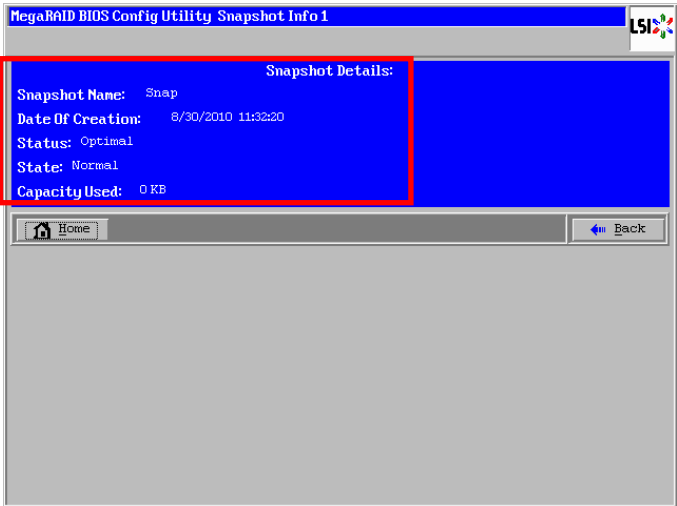 MegaRAID BIOS Config Utility Snapshot Info 1
LSI
Snapshot Details:
Snapshot Name: Snap
Date Of Creation: 8/30/2010 11:32:20
Status: Optimal
State: Normal
Capacity Used: 0 KB
Home
Back